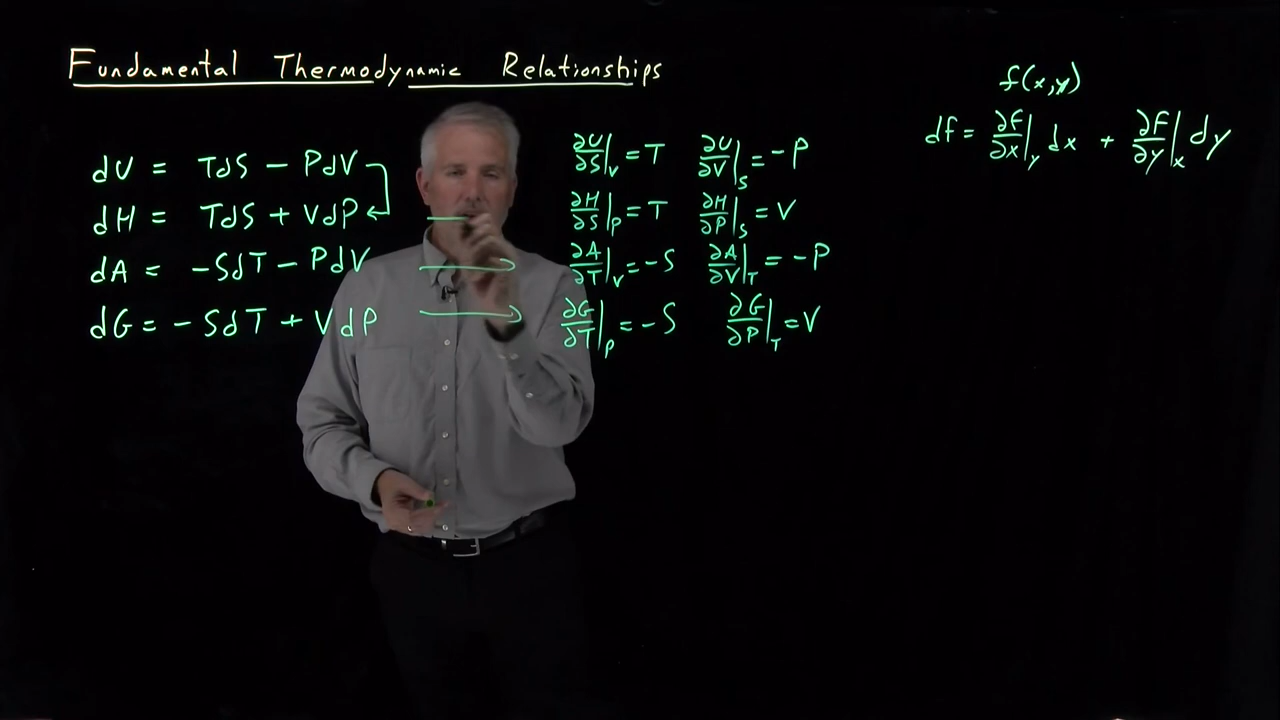 Fundamental Thermodynamic Relationships
f(x,y)
df = ∂F/∂x|y dx + ∂F/∂y|x dy
dU = TdS - PdV
∂U/∂S|V = T ∂U/∂V|S = -P
dH = TdS + VdP
∂H/∂S|P = T ∂H/∂P|S = V
dA = -SdT - PdV
∂A/∂T|V = -S ∂A/∂V|T = -P
dG = -SdT + VdP
∂G/∂T|P = -S ∂G/∂P|T = V